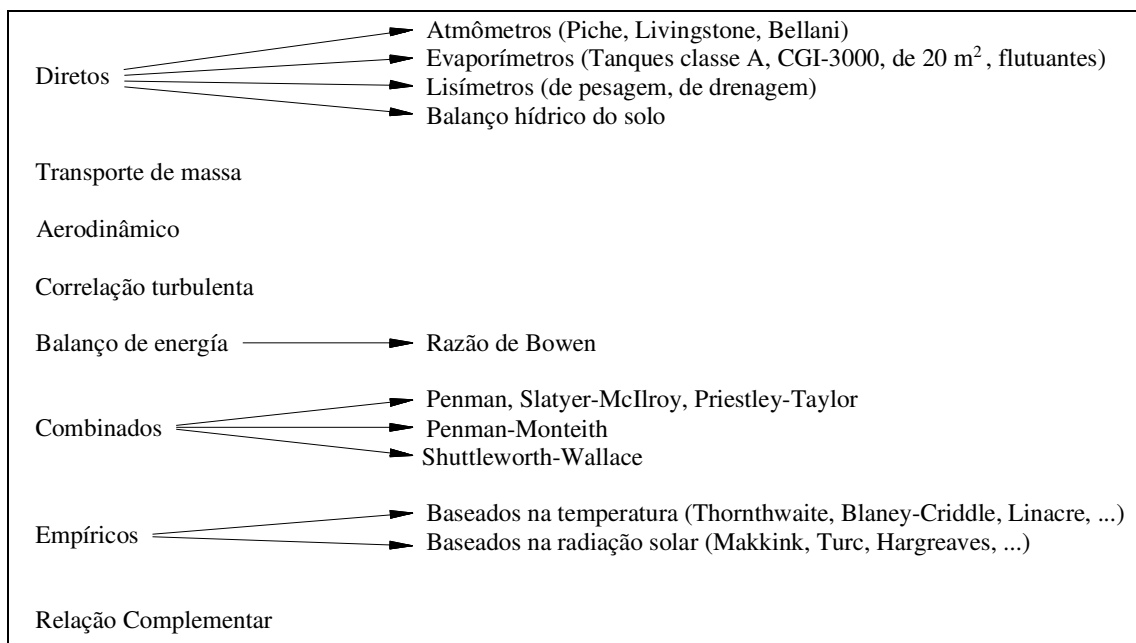 Diretos
Atmômetros (Piche, Livingstone, Bellani)
Evaporímetros (Tanques classe A, CGI-3000, de 20 m², flutuantes)
Lisímetros (de pesagem, de drenagem)
Balanço hídrico do solo
Transporte de massa
Aerodinâmico
Correlação turbulenta
Balanço de energía
Razão de Bowen
Combinados
Penman, Slatyer-McIlroy, Priestley-Taylor
Penman-Monteith
Shuttleworth-Wallace
Empíricos
Baseados na temperatura (Thornthwaite, Blaney-Criddle, Linacre, ...)
Baseados na radiação solar (Makkink, Turc, Hargreaves, ...)
Relação Complementar